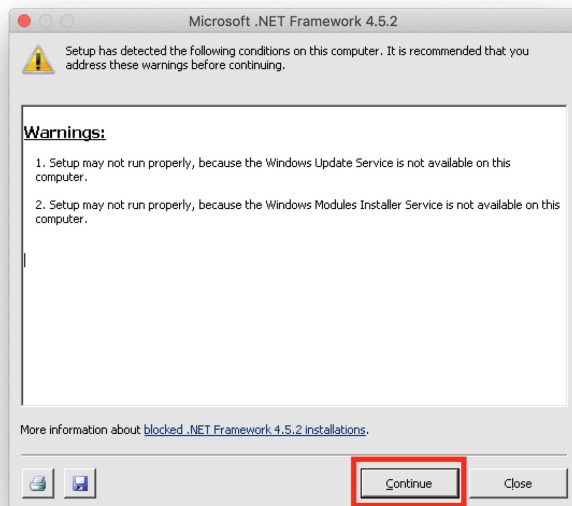 Microsoft .NET Framework 4.5.2
Setup has detected the following conditions on this computer. It is recommended that you
address these warnings before continuing.
Warnings:
1. Setup may not run properly, because the Windows Update Service is not available on this
computer.
2. Setup may not run properly, because the Windows Modules Installer Service is not available on this
computer.
More information about blocked .NET Framework 4.5.2 installations.
Continue Close